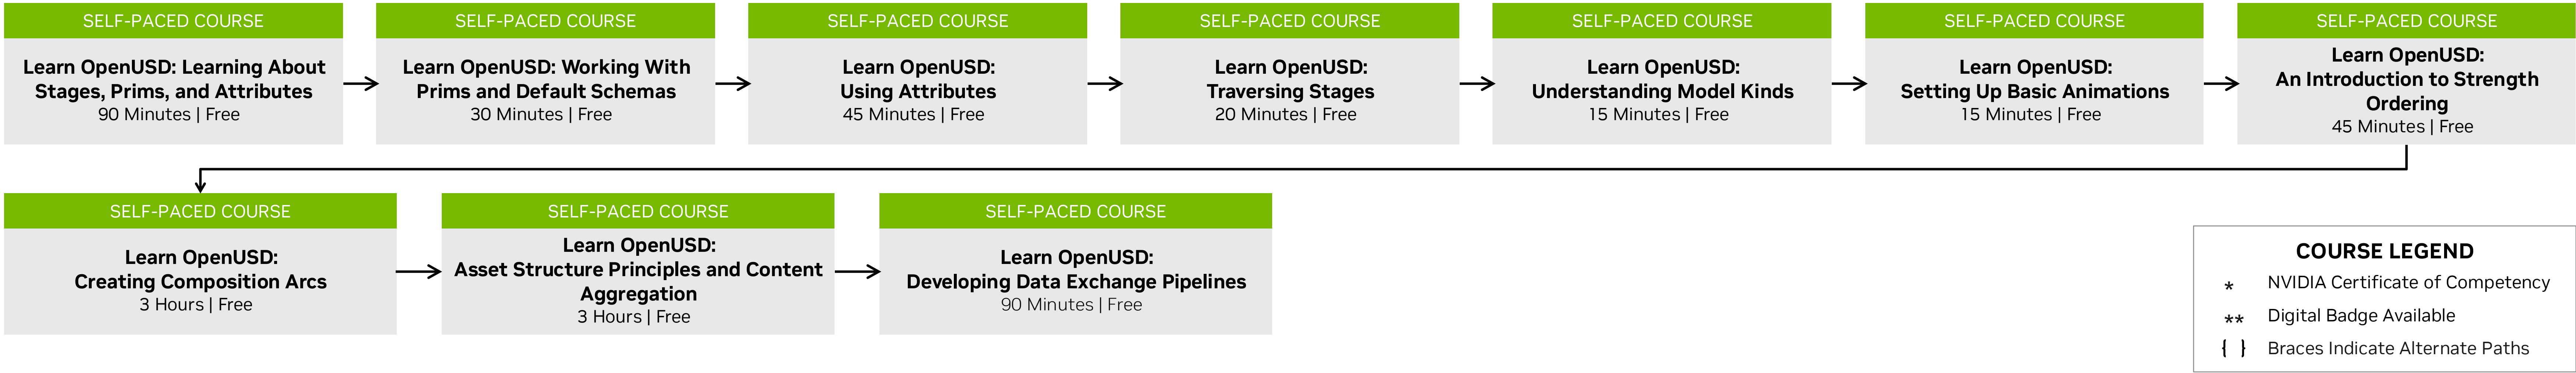 SELF-PACED COURSE
Learn OpenUSD: Learning About
Stages, Prims, and Attributes
90 Minutes | Free
SELF-PACED COURSE
Learn OpenUSD: Working With
Prims and Default Schemas
30 Minutes | Free
SELF-PACED COURSE
Learn OpenUSD:
Using Attributes
45 Minutes | Free
SELF-PACED COURSE
Learn OpenUSD:
Traversing Stages
20 Minutes | Free
SELF-PACED COURSE
Learn OpenUSD:
Understanding Model Kinds
15 Minutes | Free
SELF-PACED COURSE
Learn OpenUSD:
Setting Up Basic Animations
15 Minutes | Free
SELF-PACED COURSE
Learn OpenUSD:
An Introduction to Strength
Ordering
45 Minutes | Free
SELF-PACED COURSE
Learn OpenUSD:
Creating Composition Arcs
3 Hours | Free
SELF-PACED COURSE
Learn OpenUSD:
Asset Structure Principles and Content
Aggregation
3 Hours | Free
SELF-PACED COURSE
Learn OpenUSD:
Developing Data Exchange Pipelines
90 Minutes | Free
COURSE LEGEND
* NVIDIA Certificate of Competency
** Digital Badge Available
{ } Braces Indicate Alternate Paths